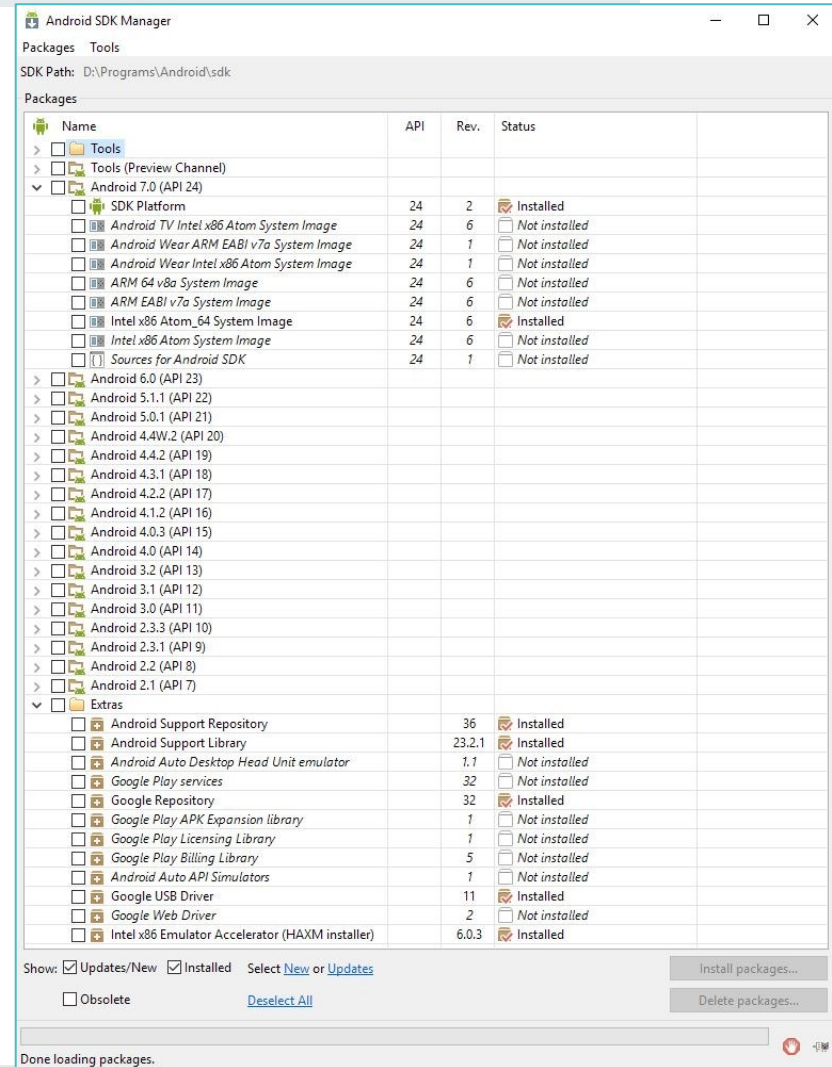 Android SDK Manager
Packages Tools
SDK Path: D:\Programs\Android\sdk
Packages
Name API Rev. Status
Tools
Tools (Preview Channel)
Android 7.0 (API 24)
SDK Platform 24 2 Installed
Android TV Intel x86 Atom System Image 24 6 Not installed
Android Wear ARM EABI v7a System Image 24 1 Not installed
Android Wear Intel x86 Atom System Image 24 1 Not installed
ARM 64 v8a System Image 24 6 Not installed
ARM EABI v7a System Image 24 6 Not installed
Intel x86 Atom_64 System Image 24 6 Installed
Intel x86 Atom System Image 24 6 Not installed
Sources for Android SDK 24 1 Not installed
Android 6.0 (API 23)
Android 5.1.1 (API 22)
Android 5.0.1 (API 21)
Android 4.4W.2 (API 20)
Android 4.4.2 (API 19)
Android 4.3.1 (API 18)
Android 4.2.2 (API 17)
Android 4.1.2 (API 16)
Android 4.0.3 (API 15)
Android 4.0 (API 14)
Android 3.2 (API 13)
Android 3.1 (API 12)
Android 3.0 (API 11)
Android 2.3.3 (API 10)
Android 2.3.1 (API 9)
Android 2.2 (API 8)
Android 2.1 (API 7)
Extras
Android Support Repository 36 Installed
Android Support Library 23.2.1 Installed
Android Auto Desktop Head Unit emulator 1.1 Not installed
Google Play services 32 Not installed
Google Repository 32 Installed
Google Play APK Expansion library 1 Not installed
Google Play Licensing Library 1 Not installed
Google Play Billing Library 5 Not installed
Android Auto API Simulators 1 Not installed
Google USB Driver 11 Installed
Google Web Driver 2 Not installed
Intel x86 Emulator Accelerator (HAXM installer) 6.0.3 Installed
Show: Updates/New Installed Select New or Updates Install packages...
Obsolete Deselect All Delete packages...
Done loading packages.